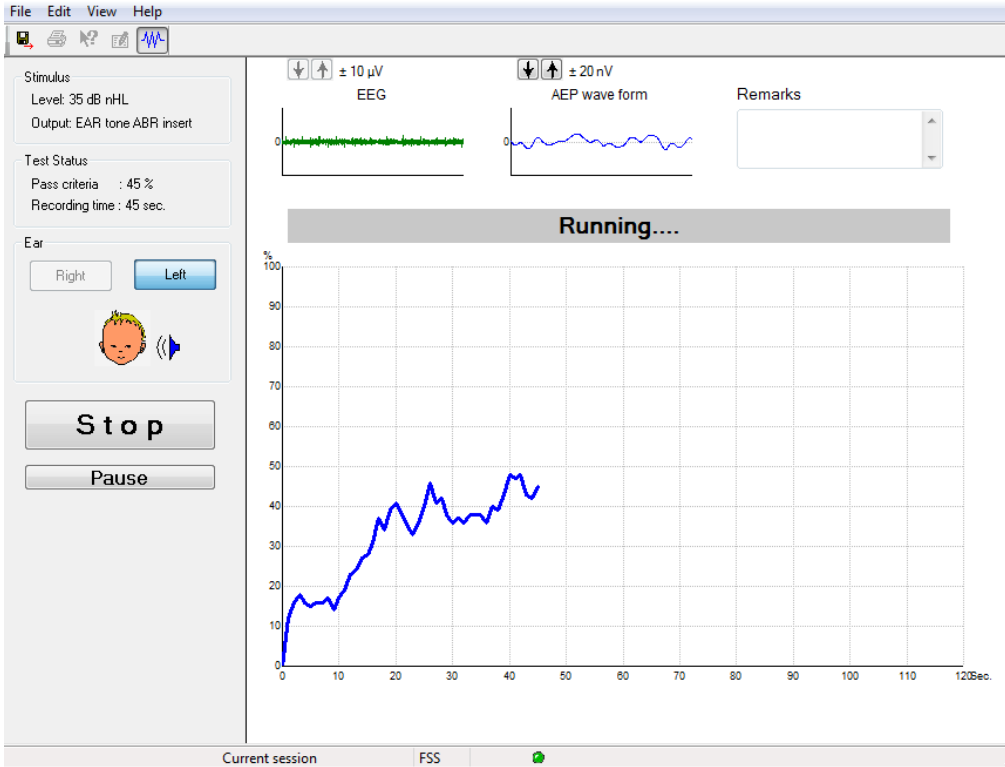 File Edit View Help
Stimulus
Level: 35 dB nHL
Output: EAR tone ABR insert
Test Status
Pass criteria : 45 %
Recording time : 45 sec.
Ear
Right Left
Stop
Pause
± 10 µV
EEG
0
± 20 nV
AEP wave form
0
Remarks
Running....
%
100
90
80
70
60
50
40
30
20
10
0
0 10 20 30 40 50 60 70 80 90 100 110 120 Sec.
Current session FSS